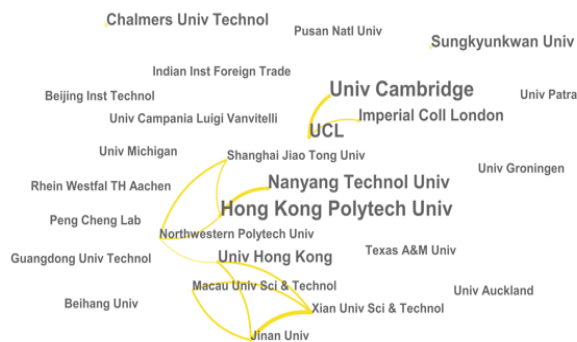 Chalmers Univ Technol
Pusan Natl Univ
Sungkyunkwan Univ
Indian Inst Foreign Trade
Univ Cambridge
Beijing Inst Technol
Univ Patra
Univ Campania Luigi Vanvitelli
Imperial Coll London
UCL
Univ Michigan
Shanghai Jiao Tong Univ
Univ Groningen
Rhein Westfal TH Aachen
Nanyang Technol Univ
Hong Kong Polytech Univ
Peng Cheng Lab
Northwestern Polytech Univ
Guangdong Univ Technol
Univ Hong Kong
Texas A&M Univ
Macau Univ Sci & Technol
Univ Auckland
Beihang Univ
Xian Univ Sci & Technol
Jinan Univ